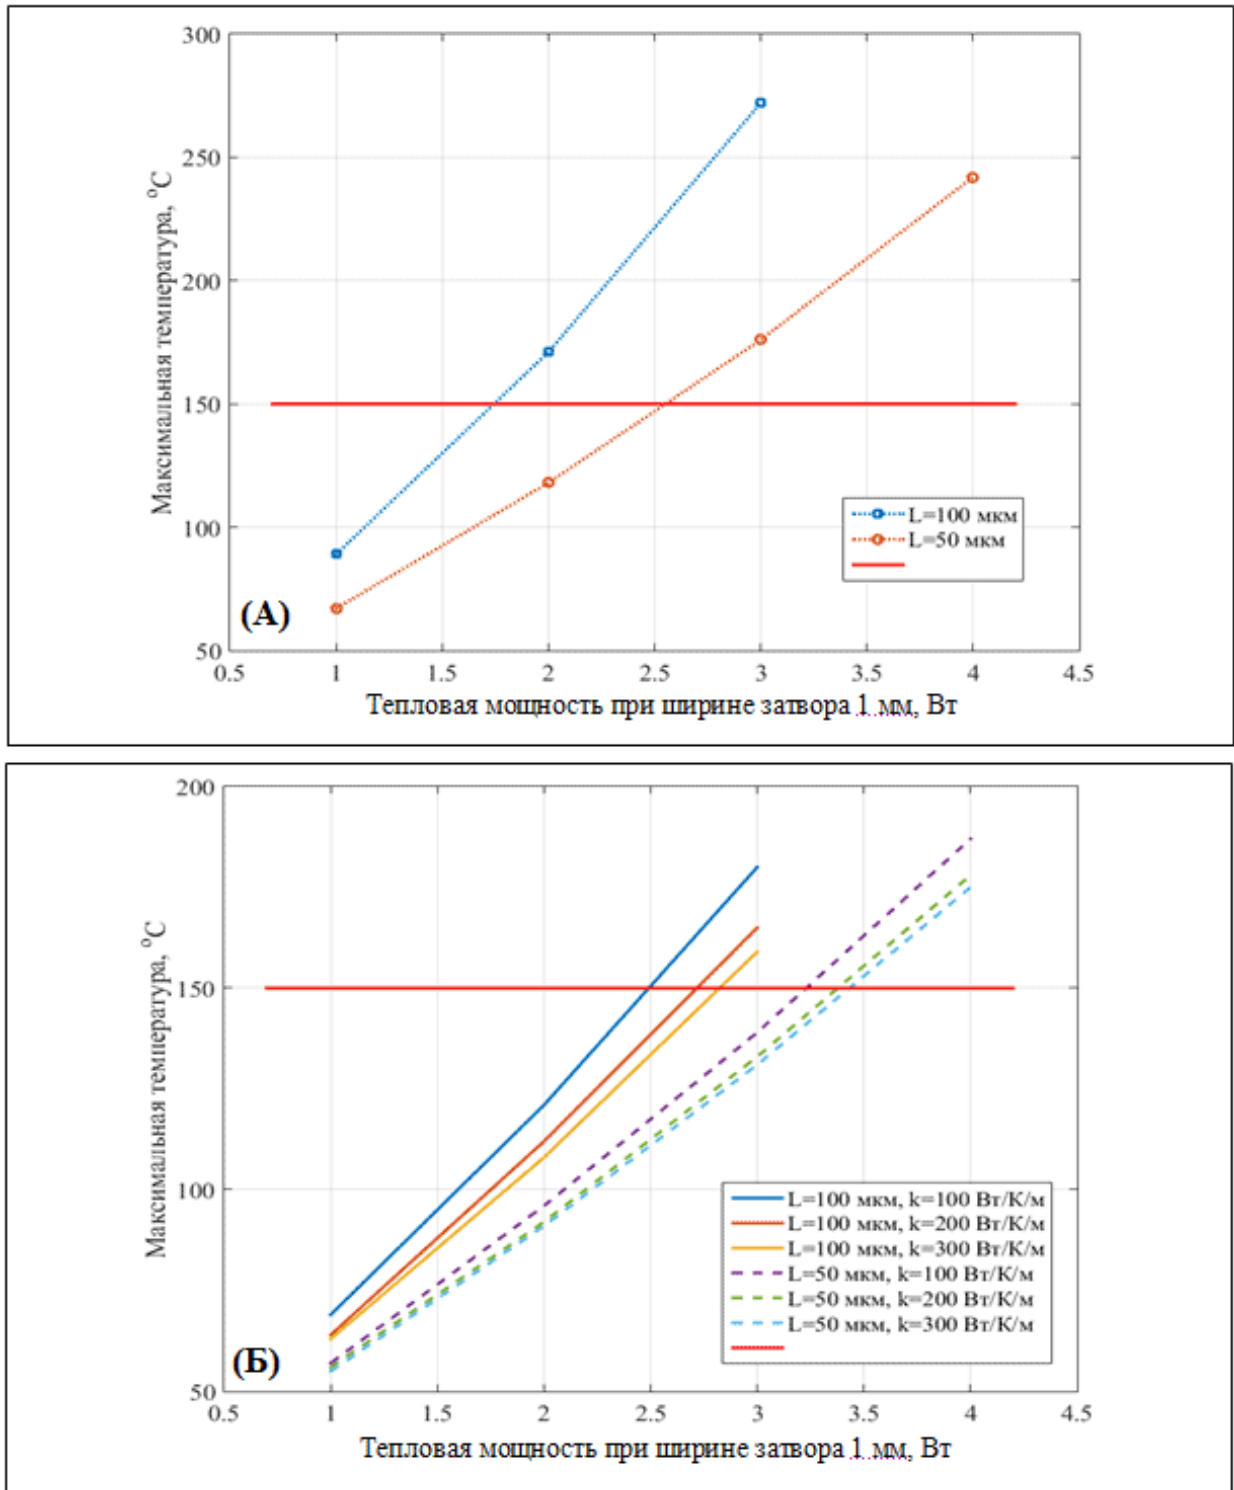 300
250
200
150
100
50
0.5 1 1.5 2 2.5 3 3.5 4 4.5
Максимальная температура, °C
Тепловая мощность при ширине затвора 1 мм, Вт
L=100 мкм
L=50 мкм
(А)
200
150
100
50
0.5 1 1.5 2 2.5 3 3.5 4 4.5
Максимальная температура, °C
Тепловая мощность при ширине затвора 1 мм, Вт
L=100 мкм, k=100 Вт/К/м
L=100 мкм, k=200 Вт/К/м
L=100 мкм, k=300 Вт/К/м
L=50 мкм, k=100 Вт/К/м
L=50 мкм, k=200 Вт/К/м
L=50 мкм, k=300 Вт/К/м
(Б)